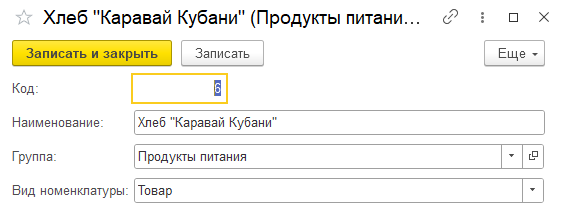 Хлеб "Каравай Кубани" (Продукты питани...
Записать и закрыть Записать Еще
Код: 6
Наименование: Хлеб "Каравай Кубани"
Группа: Продукты питания
Вид номенклатуры: Товар